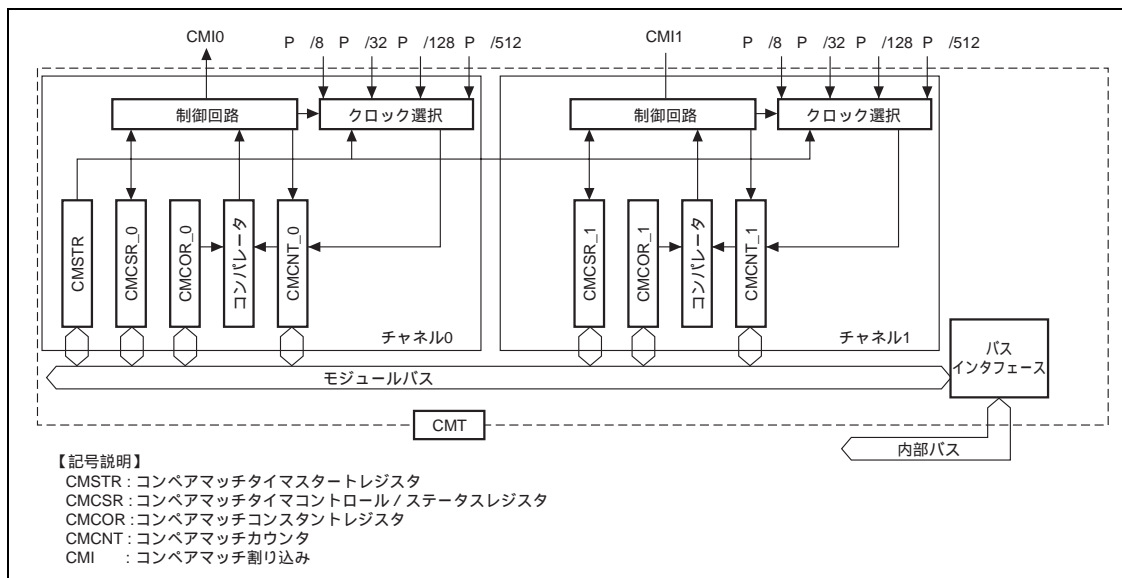 CMI0 P /8 P /32 P /128 P /512 CMI1 P /8 P /32 P /128 P /512
制御回路 クロック選択 制御回路 クロック選択
CMSTR CMCSR_0 CMCOR_0 コンパレータ CMCNT_0 CMCSR_1 CMCOR_1 コンパレータ CMCNT_1
チャネル0 チャネル1
モジュールバス
バス
インタフェース
CMT
内部バス
【記号説明】
CMSTR : コンペアマッチタイマスタートレジスタ
CMCSR : コンペアマッチタイマコントロール / ステータスレジスタ
CMCOR : コンペアマッチコンスタントレジスタ
CMCNT : コンペアマッチカウンタ
CMI : コンペアマッチ割り込み